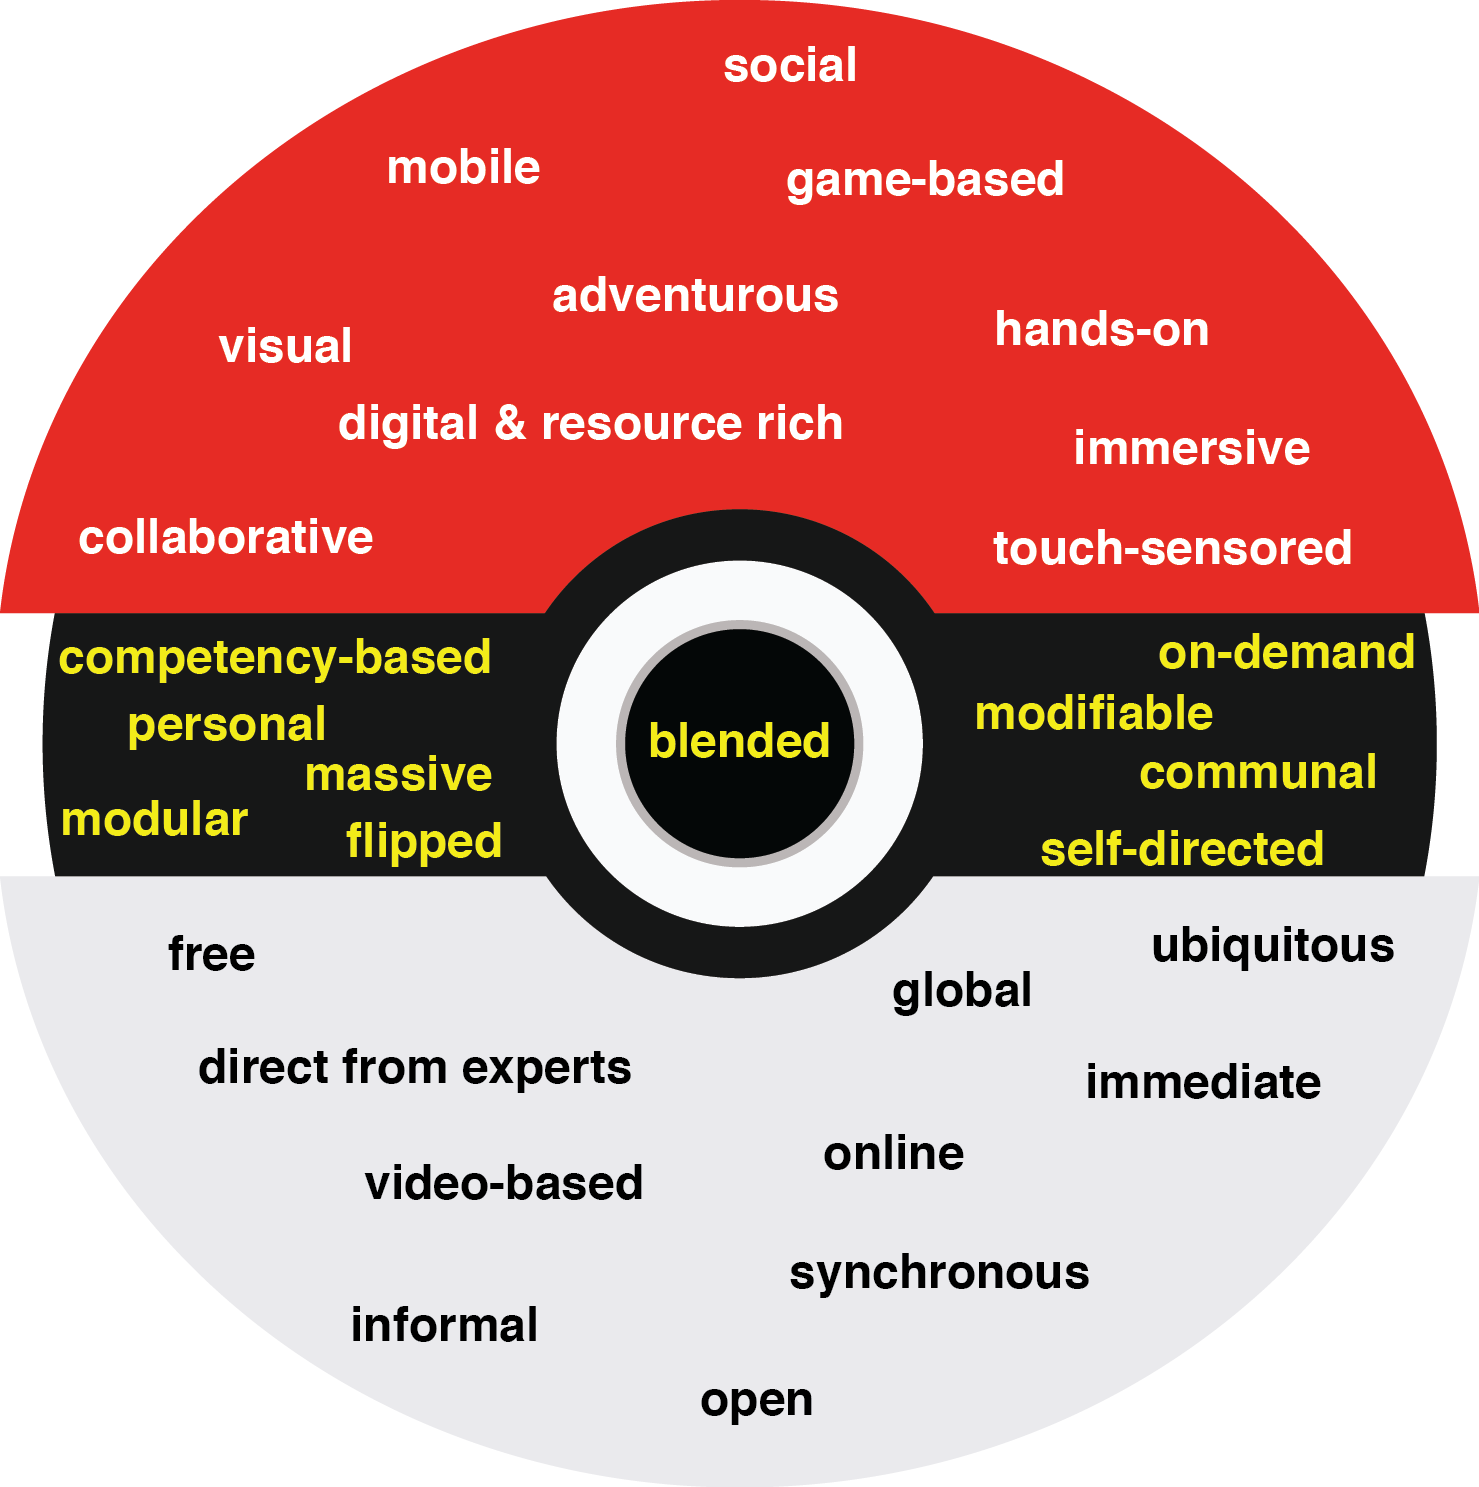 social
mobile
game-based
adventurous
hands-on
visual
digital & resource rich
immersive
collaborative
touch-sensored
competency-based
personal
massive
modular
flipped
blended
on-demand
modifiable
communal
self-directed
free
ubiquitous
global
direct from experts
immediate
online
video-based
synchronous
informal
open